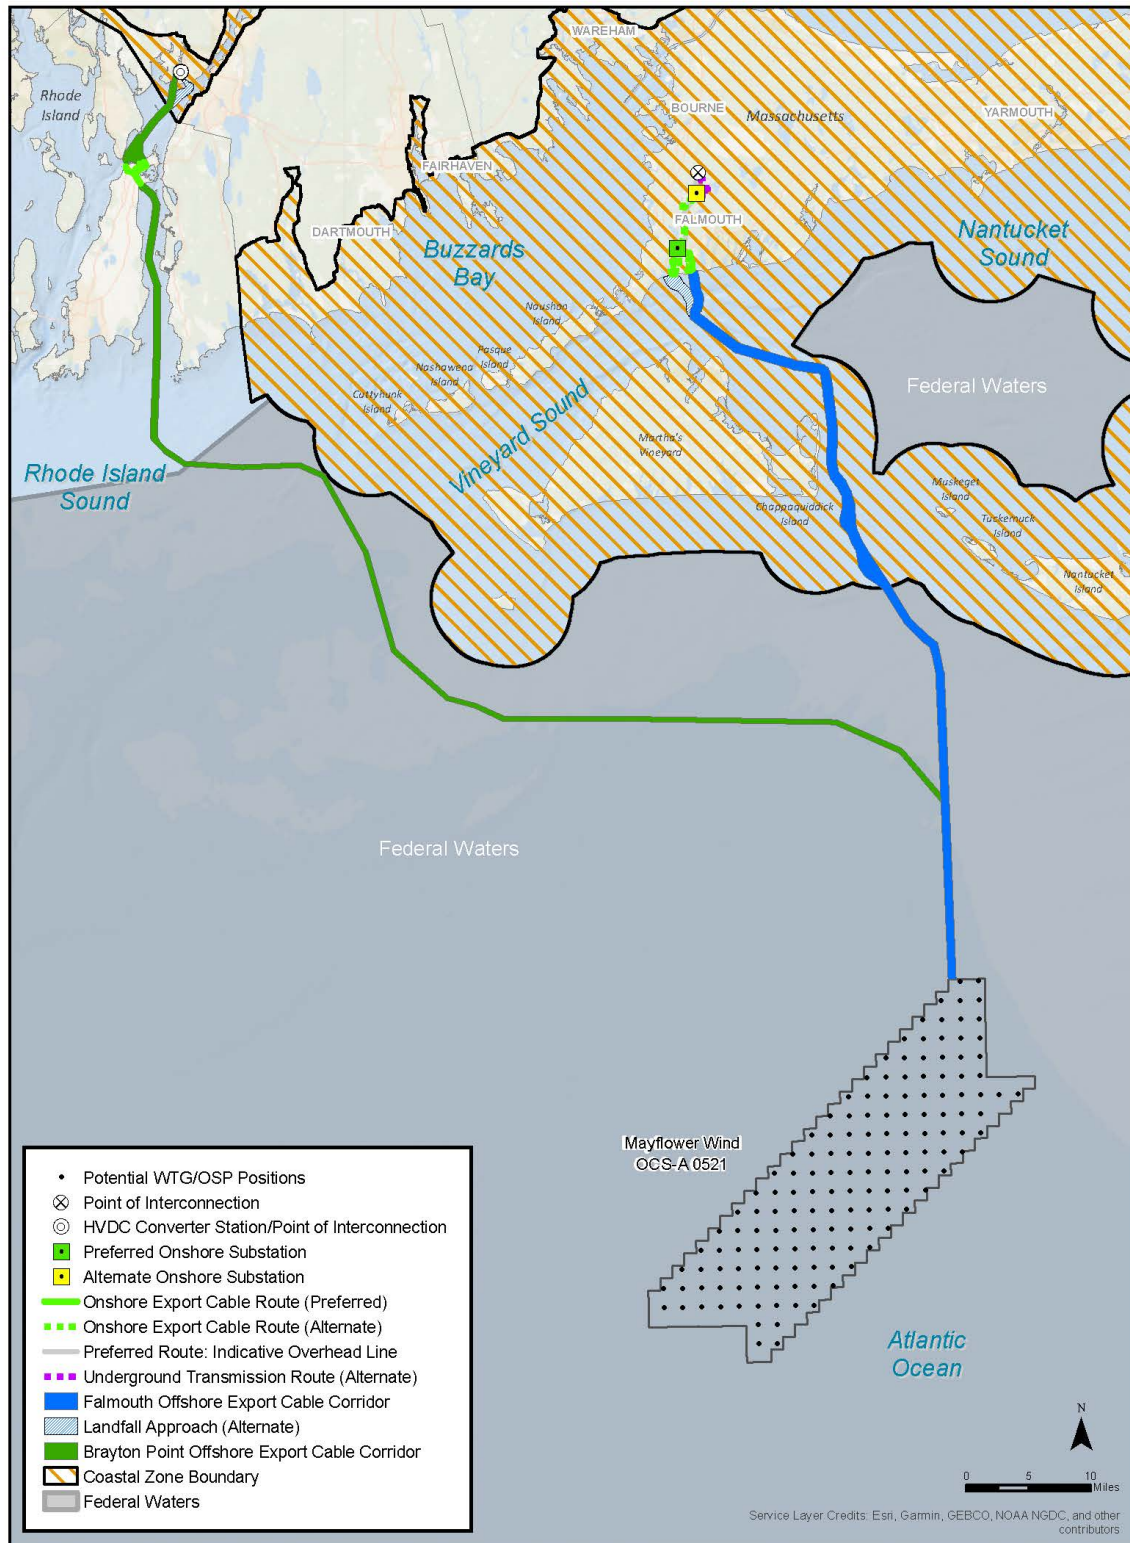 WAREHAM
Rhode
Island
BOURNE
Massachusetts
YARMOUTH
FAIRHAVEN
DARTMOUTH
FALMOUTH
Buzzards
Bay
Nantucket
Sound
Naushon
Island
Pasque
Island
Nashawena
Island
Cuttyhunk
Island
Federal Waters
Vineyard Sound
Martha's
Vineyard
Rhode Island
Sound
Chappaquiddick
Island
Muskeget
Island
Tuckernuck
Island
Nantucket
Island
Federal Waters
Mayflower Wind
OCS-A 0521
Atlantic
Ocean
Potential WTG/OSP Positions
Point of Interconnection
HVDC Converter Station/Point of Interconnection
Preferred Onshore Substation
Alternate Onshore Substation
Onshore Export Cable Route (Preferred)
Onshore Export Cable Route (Alternate)
Preferred Route: Indicative Overhead Line
Underground Transmission Route (Alternate)
Falmouth Offshore Export Cable Corridor
Landfall Approach (Alternate)
Brayton Point Offshore Export Cable Corridor
Coastal Zone Boundary
Federal Waters
N
0 5 10
Miles
Service Layer Credits: Esri, Garmin, GEBCO, NOAA NGDC, and other
contributors